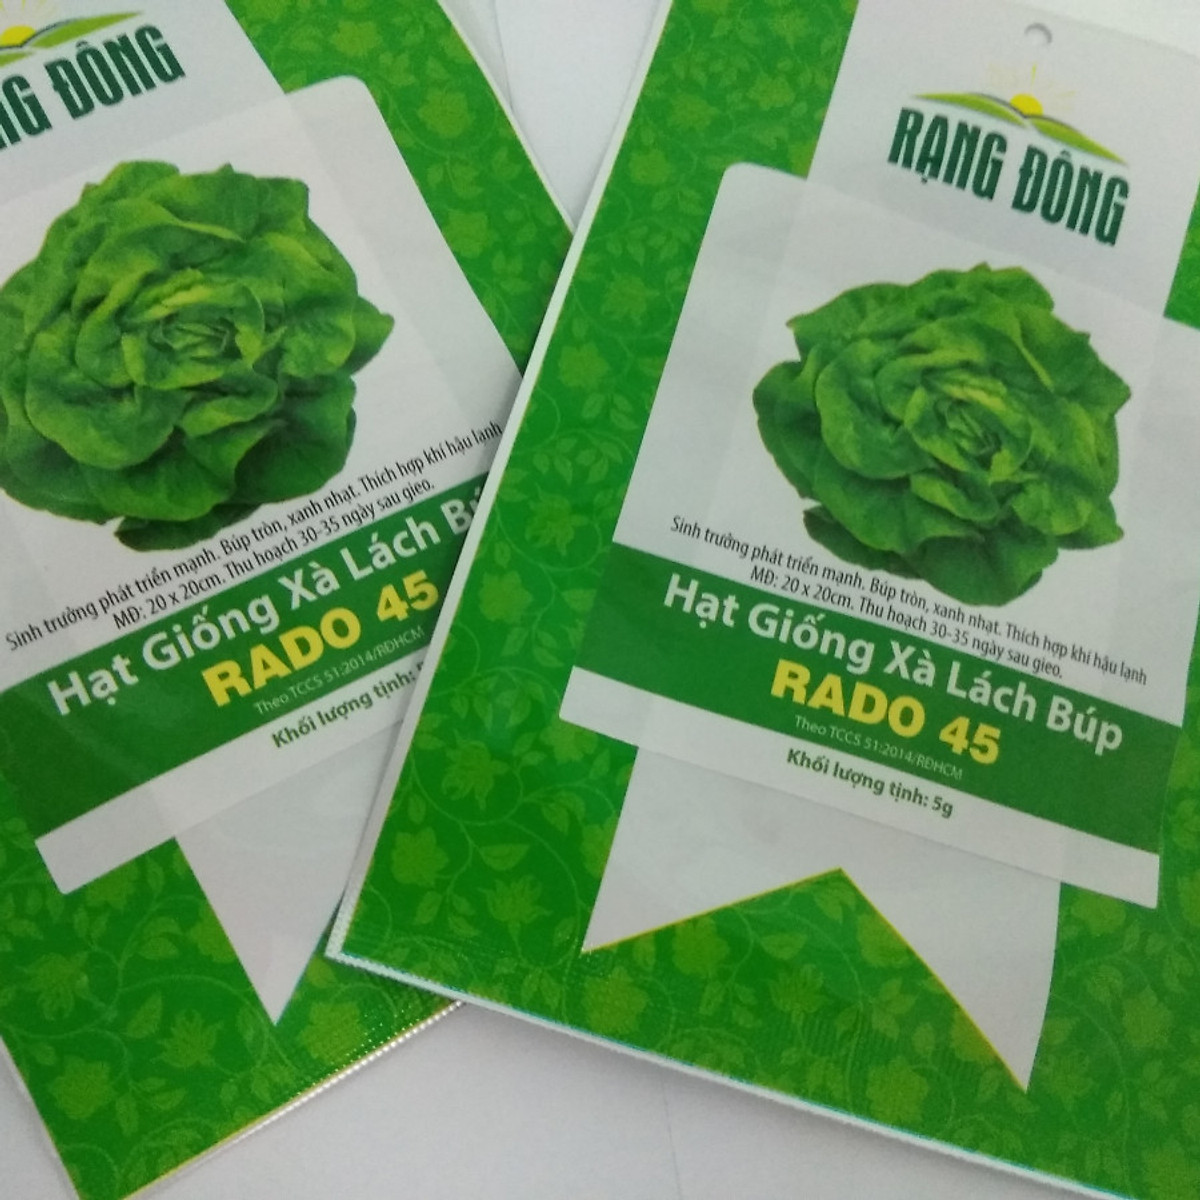 NG ĐÔNG
Sinh trưởng phát triển mạnh. Búp tròn, xanh nhạt. Thích hợp khí hậu lạnh
MĐ: 20 x 20cm. Thu hoạch 30-35 ngày sau gieo.
Hạt Giống Xà Lách Bú
RADO 45
Theo TCCS 51:2014/RĐHCM
Khối lượng tịnh:
RẠNG ĐÔNG
Sinh trưởng phát triển mạnh. Búp tròn, xanh nhạt. Thích hợp khí hậu lạnh
MĐ: 20 x 20cm. Thu hoạch 30-35 ngày sau gieo.
Hạt Giống Xà Lách Búp
RADO 45
Theo TCCS 51:2014/RĐHCM
Khối lượng tịnh: 5g